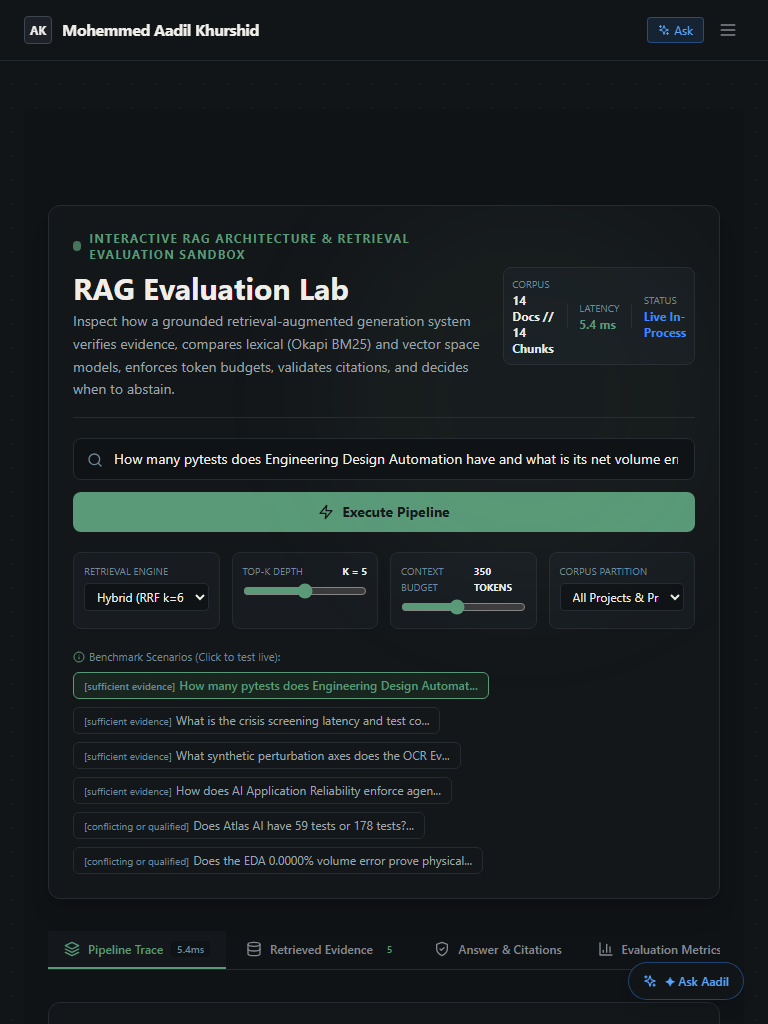 AK Mohemmed Aadil Khurshid Ask
INTERACTIVE RAG ARCHITECTURE & RETRIEVAL
EVALUATION SANDBOX
RAG Evaluation Lab
Inspect how a grounded retrieval-augmented generation system
verifies evidence, compares lexical (Okapi BM25) and vector space
models, enforces token budgets, validates citations, and decides
when to abstain.
CORPUS
14
Docs //
14
Chunks
LATENCY
5.4 ms
STATUS
Live In-
Process
How many pytests does Engineering Design Automation have and what is its net volume er
Execute Pipeline
RETRIEVAL ENGINE
Hybrid (RRF k=6
TOP-K DEPTH K = 5
CONTEXT
BUDGET
350
TOKENS
CORPUS PARTITION
All Projects & Pr
Benchmark Scenarios (Click to test live):
[sufficient evidence] How many pytests does Engineering Design Automat...
[sufficient evidence] What is the crisis screening latency and test co...
[sufficient evidence] What synthetic perturbation axes does the OCR Ev...
[sufficient evidence] How does AI Application Reliability enforce agen...
[conflicting or qualified] Does Atlas AI have 59 tests or 178 tests?...
[conflicting or qualified] Does the EDA 0.0000% volume error prove physical...
Pipeline Trace 5.4ms Retrieved Evidence 5 Answer & Citations Evaluation Metrics
✦ Ask Aadil